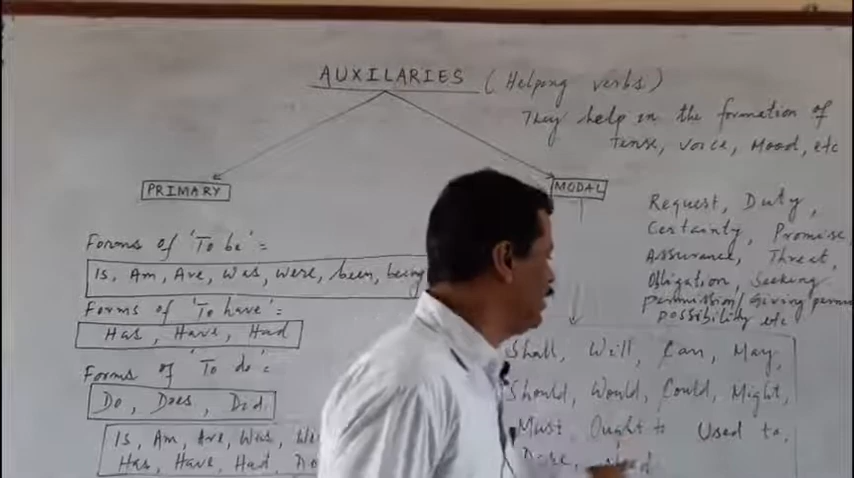 AUXILARIES (Helping verbs)
They help in the formation of
tense, voice, Mood, etc
PRIMARY
MODAL
Forms of 'To be' =
Is, Am, Are, Was, Were, been, being
Forms of 'To have' =
Has, Have, Had
Forms of 'To do' =
Do, Does, Did
Is, Am, Are, Was,
Has, Have, Had,
Request, Duty,
Certainty, Promise,
Assurance, Threat,
Obligation, Seeking
permission/Giving
possibility etc
Shall, Will, Can, May,
Should, Would, Could, Might,
Must, Ought to Used to,
Dare,